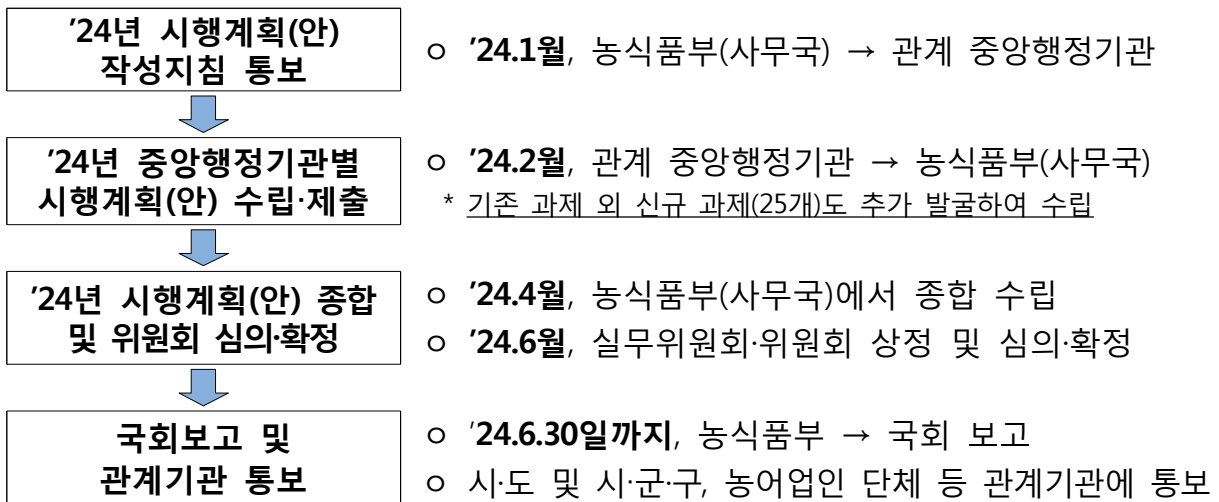 ’24년 시행계획(안)
작성지침 통보
ㅇ ’24.1월, 농식품부(사무국) → 관계 중앙행정기관
’24년 중앙행정기관별
시행계획(안) 수립·제출
ㅇ ’24.2월, 관계 중앙행정기관 → 농식품부(사무국)
* 기존 과제 외 신규 과제(25개)도 추가 발굴하여 수립
’24년 시행계획(안) 종합
및 위원회 심의·확정
ㅇ ’24.4월, 농식품부(사무국)에서 종합 수립
ㅇ ’24.6월, 실무위원회·위원회 상정 및 심의·확정
국회보고 및
관계기관 통보
ㅇ ’24.6.30일까지, 농식품부 → 국회 보고
ㅇ 시·도 및 시·군·구, 농어업인 단체 등 관계기관에 통보